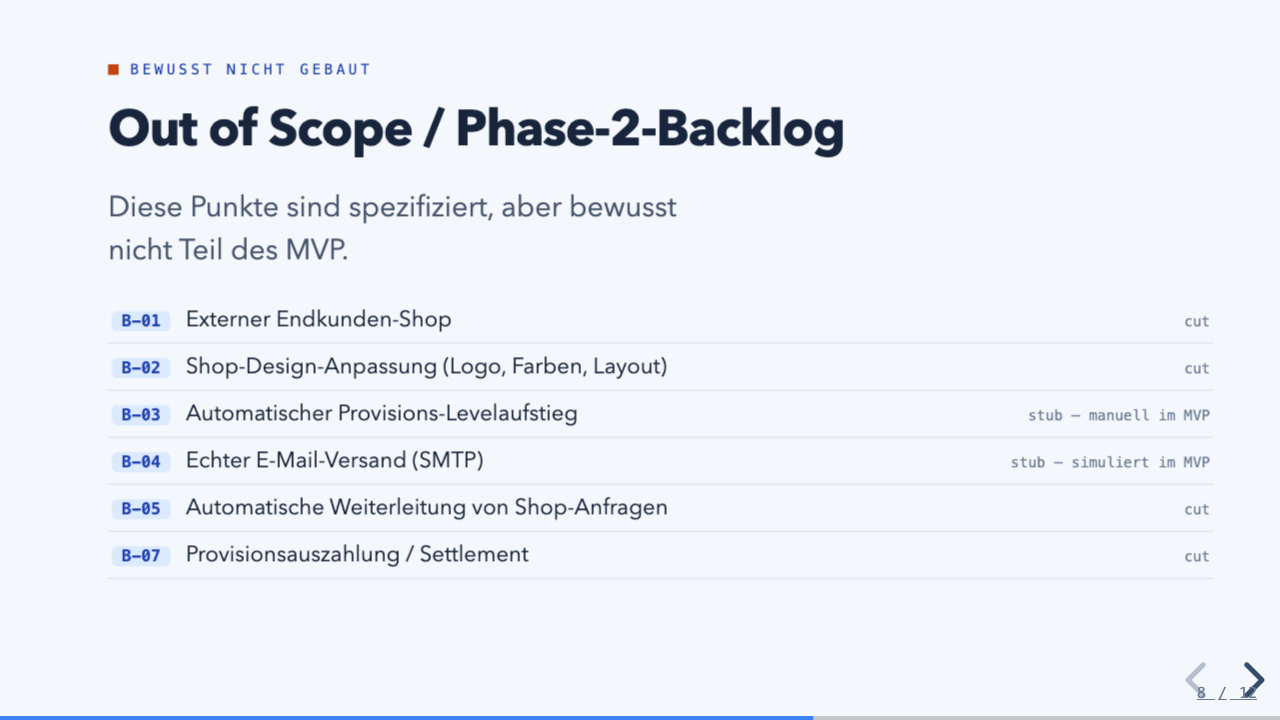 BEWUSST NICHT GEBAUT
Out of Scope / Phase-2-Backlog
Diese Punkte sind spezifiziert, aber bewusst
nicht Teil des MVP.
B-01 Externer Endkunden-Shop cut
B-02 Shop-Design-Anpassung (Logo, Farben, Layout) cut
B-03 Automatischer Provisions-Levelaufstieg stub – manuell im MVP
B-04 Echter E-Mail-Versand (SMTP) stub – simuliert im MVP
B-05 Automatische Weiterleitung von Shop-Anfragen cut
B-07 Provisionsauszahlung / Settlement cut
8 / 12